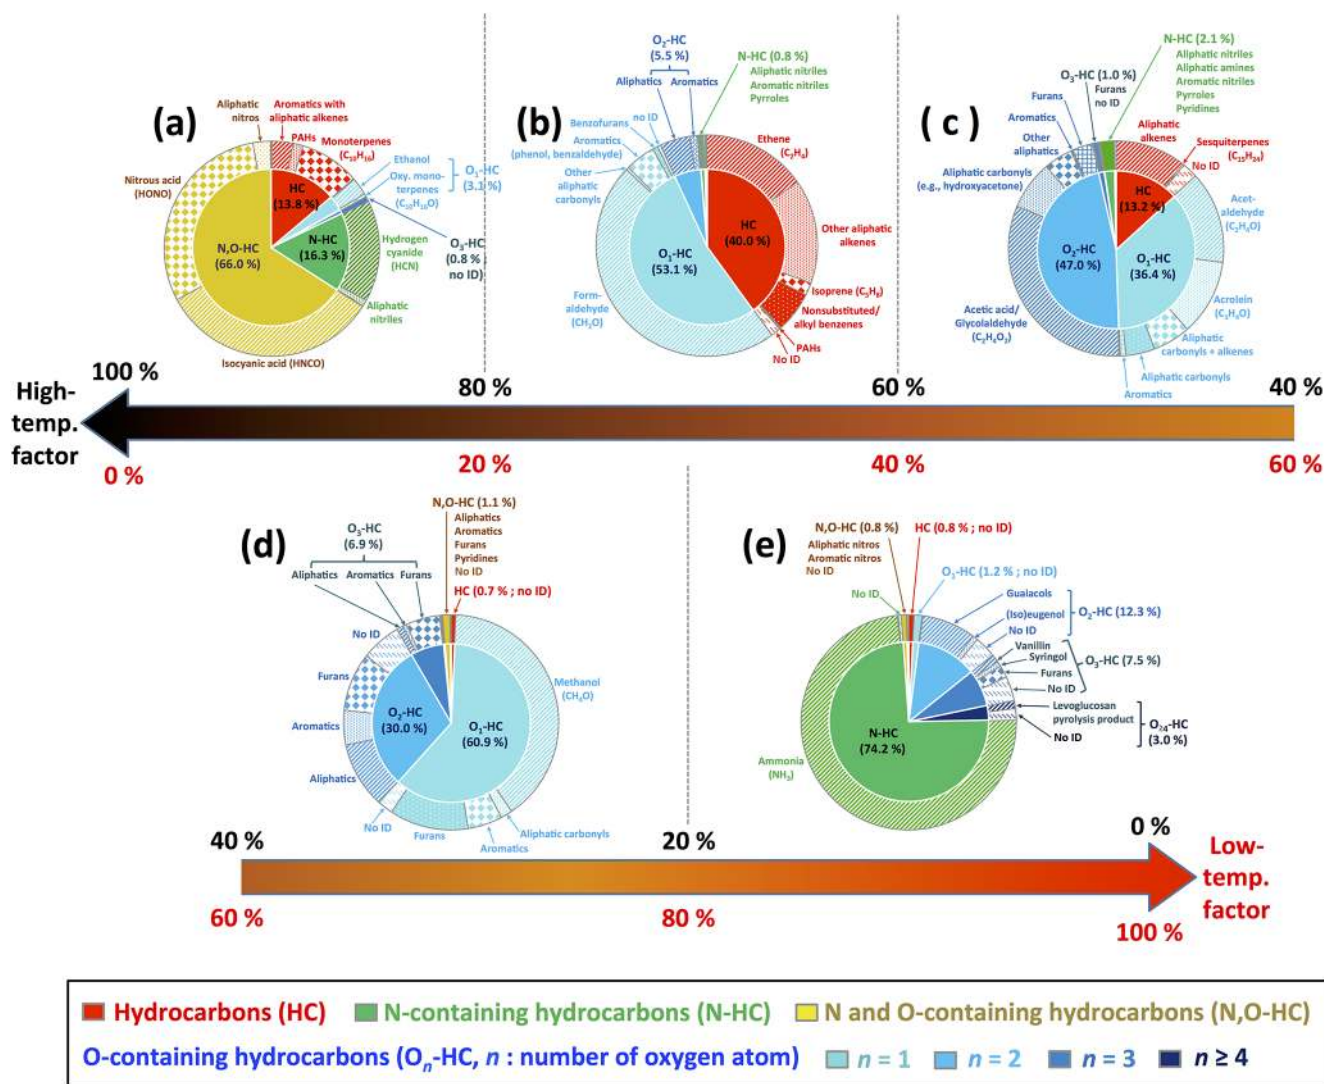 (a)
Aliphatic
nitros
Aromatics with
aliphatic alkenes
PAHs
Monoterpenes
(C₁₀H₁₆)
Ethanol
Oxy. mono-
terpenes
(C₁₀H₁₆O)
O₁-HC
(3.1 %)
Nitrous acid
(HONO)
HC
(13.8 %)
N,O-HC
(66.0 %)
N-HC
(16.3 %)
Hydrogen
cyanide
(HCN)
O₃-HC
(0.8 % ;
no ID)
Aliphatic
nitriles
Isocyanic acid (HNCO)
(b)
O₂-HC
(5.5 %)
Aliphatics
Aromatics
N-HC (0.8 %)
Aliphatic nitriles
Aromatic nitriles
Pyrroles
no ID
Benzofurans
Aromatics
(phenol, benzaldehyde)
Other
aliphatic
carbonyls
Ethene
(C₂H₄)
HC
(40.0 %)
O₁-HC
(53.1 %)
Other aliphatic
alkenes
Form-
aldehyde
(CH₂O)
Isoprene (C₅H₈)
Nonsubstituted/
alkyl benzenes
PAHs
No ID
(c)
N-HC (2.1 %)
Aliphatic nitriles
Aliphatic amines
Aromatic nitriles
Pyrroles
Pyridines
O₃-HC (1.0 %)
Furans
no ID
Furans
Aromatics
Other
aliphatics
Aliphatic carbonyls
(e.g., hydroxyacetone)
Aliphatic
alkenes
Sesquiterpenes
(C₁₅H₂₄)
No ID
HC
(13.2 %)
Acet-
aldehyde
(C₂H₄O)
O₂-HC
(47.0 %)
O₁-HC
(36.4 %)
Acetic acid/
Glycolaldehyde
(C₂H₄O₂)
Acrolein
(C₃H₄O)
Aliphatic
carbonyls + alkenes
Aliphatic carbonyls
Aromatics
High-
temp.
factor
100 %
80 %
60 %
40 %
0 %
20 %
40 %
60 %
(d)
N,O-HC (1.1 %)
Aliphatics
Aromatics
Furans
Pyridines
No ID
O₃-HC
(6.9 %)
Aliphatics
Aromatics
Furans
HC (0.7 % ; no ID)
No ID
Furans
Methanol
(CH₄O)
O₂-HC
(30.0 %)
O₁-HC
(60.9 %)
Aromatics
Aliphatics
No ID
Furans
Aromatics
Aliphatic carbonyls
(e)
N,O-HC (0.8 %)
Aliphatic nitros
Aromatic nitros
No ID
HC (0.8 % ; no ID)
O₁-HC (1.2 % ; no ID)
No ID
Guaiacols
(Iso)eugenol
No ID
O₂-HC (12.3 %)
Vanillin
Syringol
Furans
No ID
O₃-HC (7.5 %)
Levoglucosan
pyrolysis product
No ID
O≥₄-HC
(3.0 %)
N-HC
(74.2 %)
Ammonia
(NH₃)
40 %
20 %
0 %
60 %
80 %
100 %
Low-
temp.
factor
Hydrocarbons (HC) N-containing hydrocarbons (N-HC) N and O-containing hydrocarbons (N,O-HC)
O-containing hydrocarbons (Oₙ-HC, n : number of oxygen atom) n = 1 n = 2 n = 3 n ≥ 4